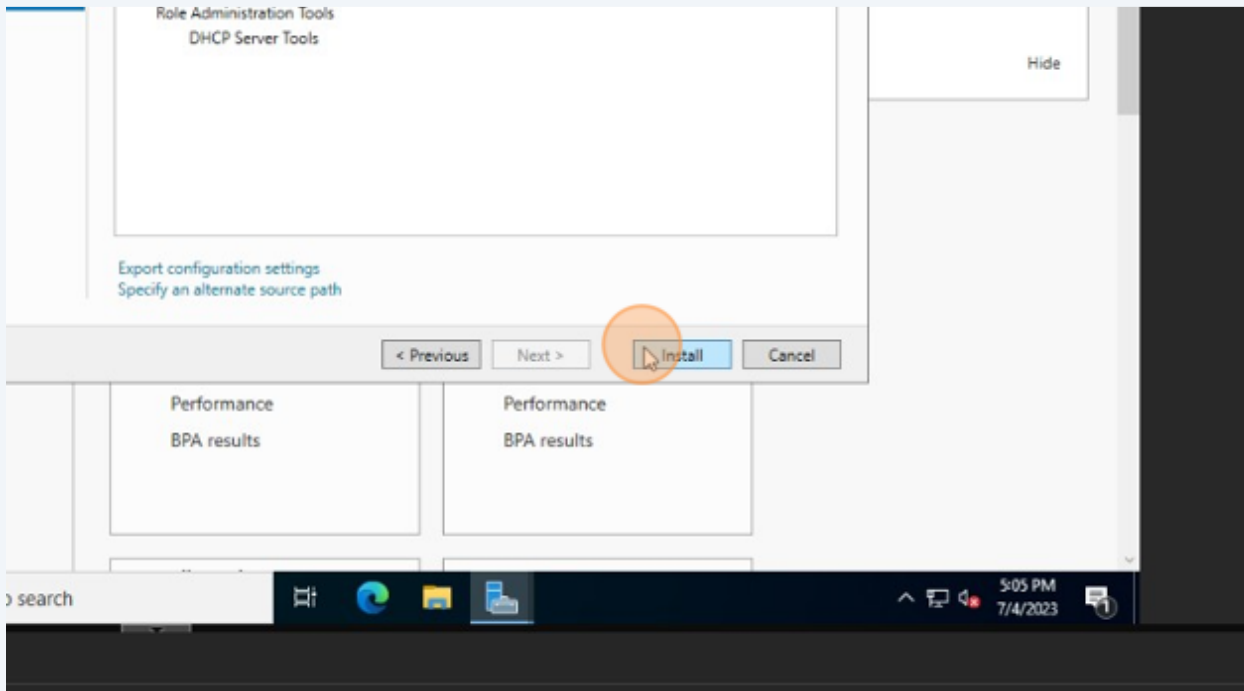 Role Administration Tools
DHCP Server Tools
Hide
Export configuration settings
Specify an alternate source path
< Previous Next > Install Cancel
Performance Performance
BPA results BPA results
search
5:05 PM
7/4/2023
1